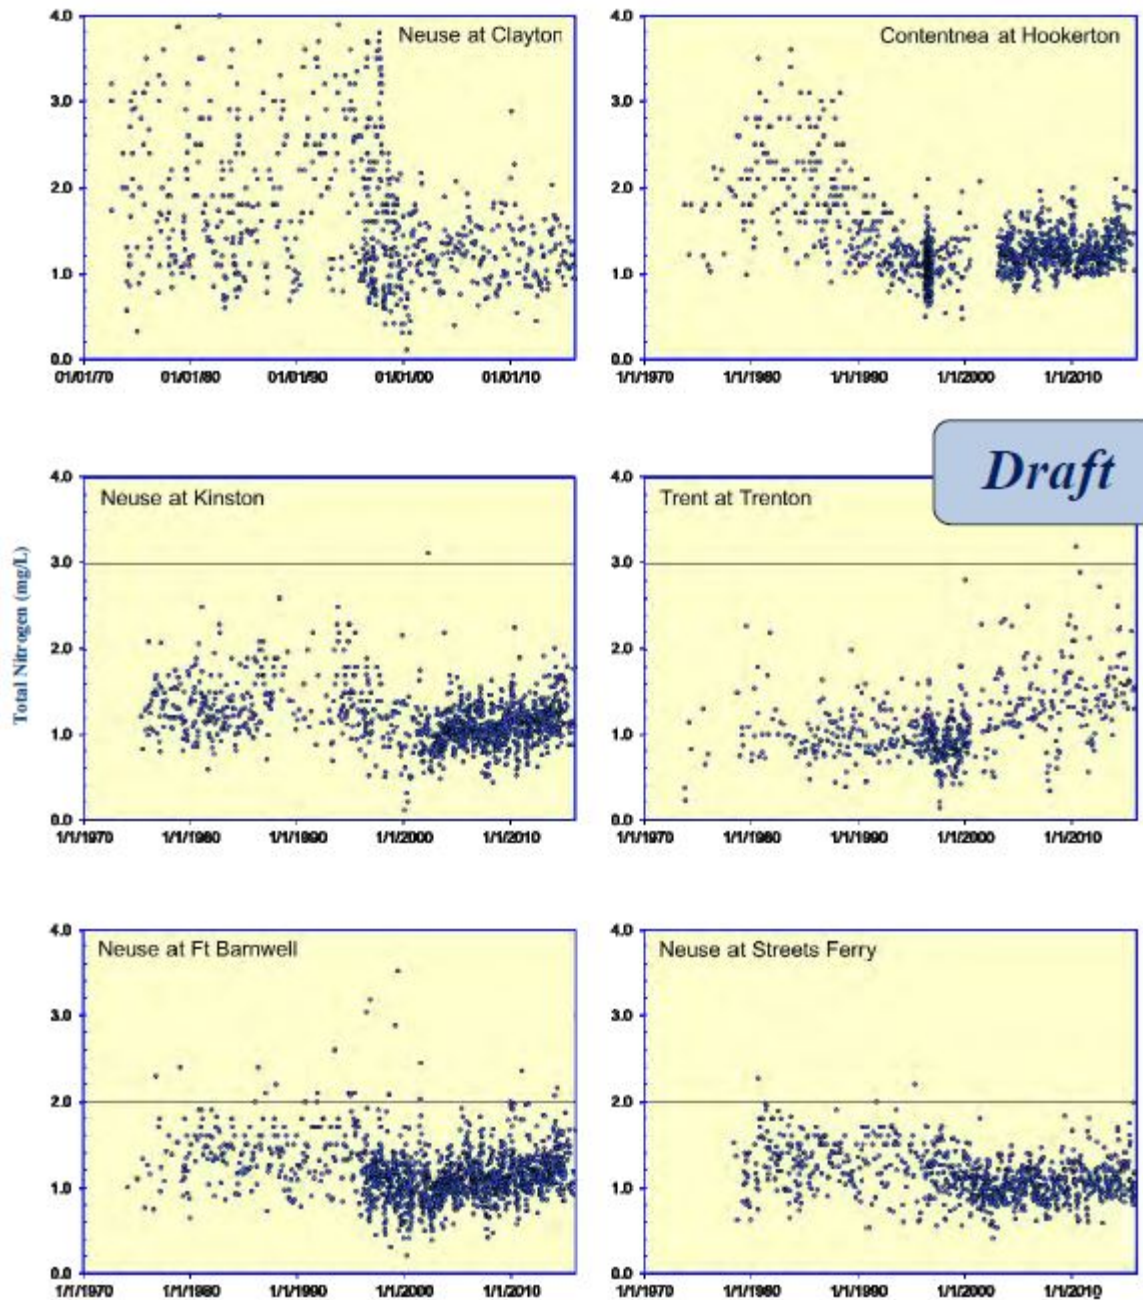 Neuse at Clayton
4.0
3.0
2.0
1.0
0.0
01/01/70 01/01/80 01/01/90 01/01/00 01/01/10
Contentnea at Hookerton
4.0
3.0
2.0
1.0
0.0
1/1/1970 1/1/1980 1/1/1990 1/1/2000 1/1/2010
Draft
Total Nitrogen (mg/L)
Neuse at Kinston
4.0
3.0
2.0
1.0
0.0
1/1/1970 1/1/1980 1/1/1990 1/1/2000 1/1/2010
Trent at Trenton
4.0
3.0
2.0
1.0
0.0
1/1/1970 1/1/1980 1/1/1990 1/1/2000 1/1/2010
Neuse at Ft Barnwell
4.0
3.0
2.0
1.0
0.0
1/1/1970 1/1/1980 1/1/1990 1/1/2000 1/1/2010
Neuse at Streets Ferry
4.0
3.0
2.0
1.0
0.0
1/1/1970 1/1/1980 1/1/1990 1/1/2000 1/1/2010